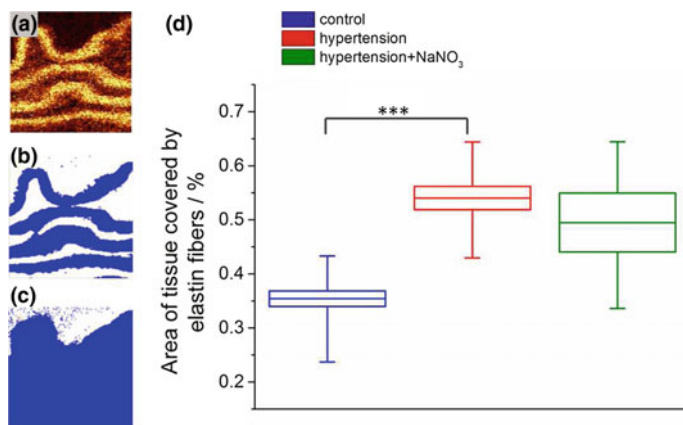 (a)
(b)
(c)
(d)
control
hypertension
hypertension+NaNO₃
***
0.7
0.6
0.5
0.4
0.3
0.2
Area of tissue covered by
elastin fibers / %